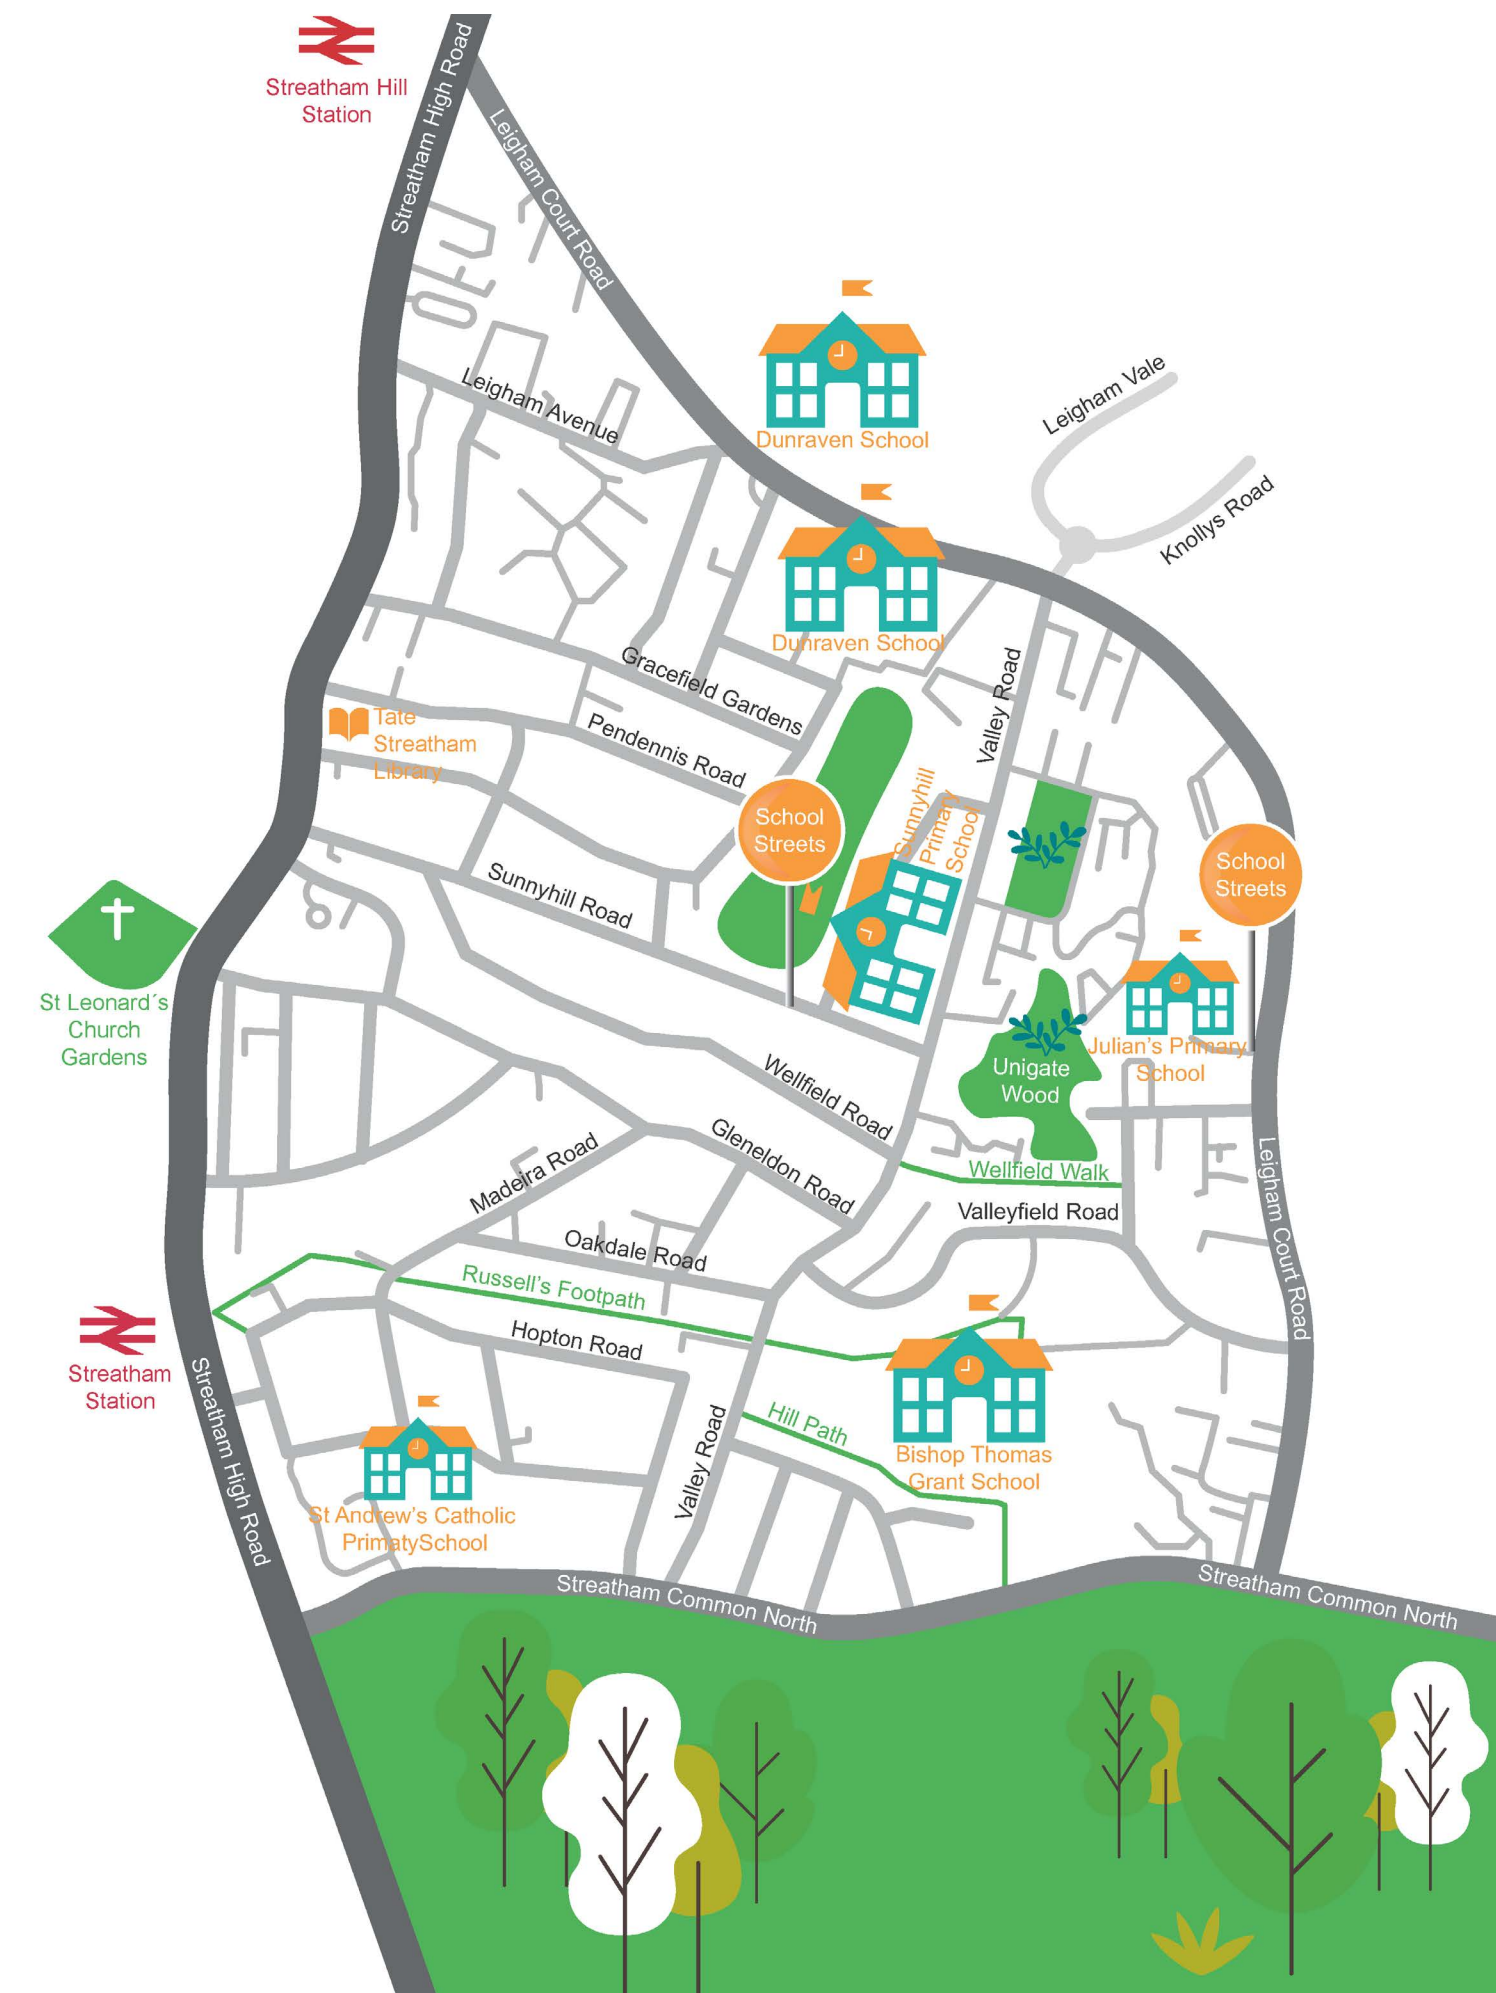 Streatham High Road
Streatham Hill
Station
Leigham Court Road
Dunraven School
Leigham Vale
Leigham Avenue
Knollys Road
Dunraven School
Gracefield Gardens
Valley Road
Tate
Streatham
Library
Pendennis Road
School
Streets
Sunnyhill
Primary
School
School
Streets
Sunnyhill Road
St Leonard´s
Church
Gardens
Julian’s Primary
School
Unigate
Wood
Wellfield Road
Gleneldon Road
Madeira Road
Wellfield Walk
Valleyfield Road
Leigham Court Road
Oakdale Road
Russell’s Footpath
Hopton Road
Streatham
Station
Streatham High Road
Valley Road
Hill Path
Bishop Thomas
Grant School
St Andrew’s Catholic
PrimatySchool
Streatham Common North
Streatham Common North